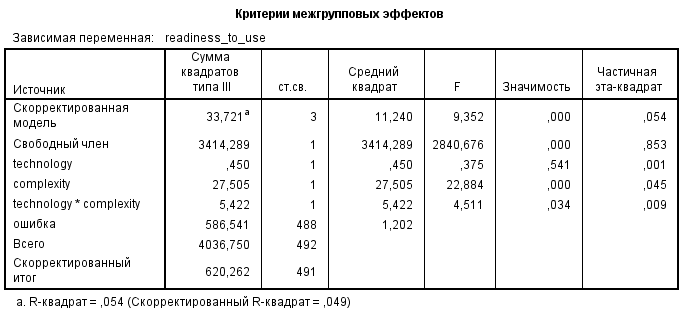 Критерии межгрупповых эффектов
Зависимая переменная: readiness_to_use
Источник Сумма квадратов типа III ст.св. Средний квадрат F Значимость Частичная эта-квадрат
Скорректированная модель 33,721a 3 11,240 9,352 ,000 ,054
Свободный член 3414,289 1 3414,289 2840,676 ,000 ,853
technology ,450 1 ,450 ,375 ,541 ,001
complexity 27,505 1 27,505 22,884 ,000 ,045
technology * complexity 5,422 1 5,422 4,511 ,034 ,009
ошибка 586,541 488 1,202
Всего 4036,750 492
Скорректированный итог 620,262 491
a. R-квадрат = ,054 (Скорректированный R-квадрат = ,049)